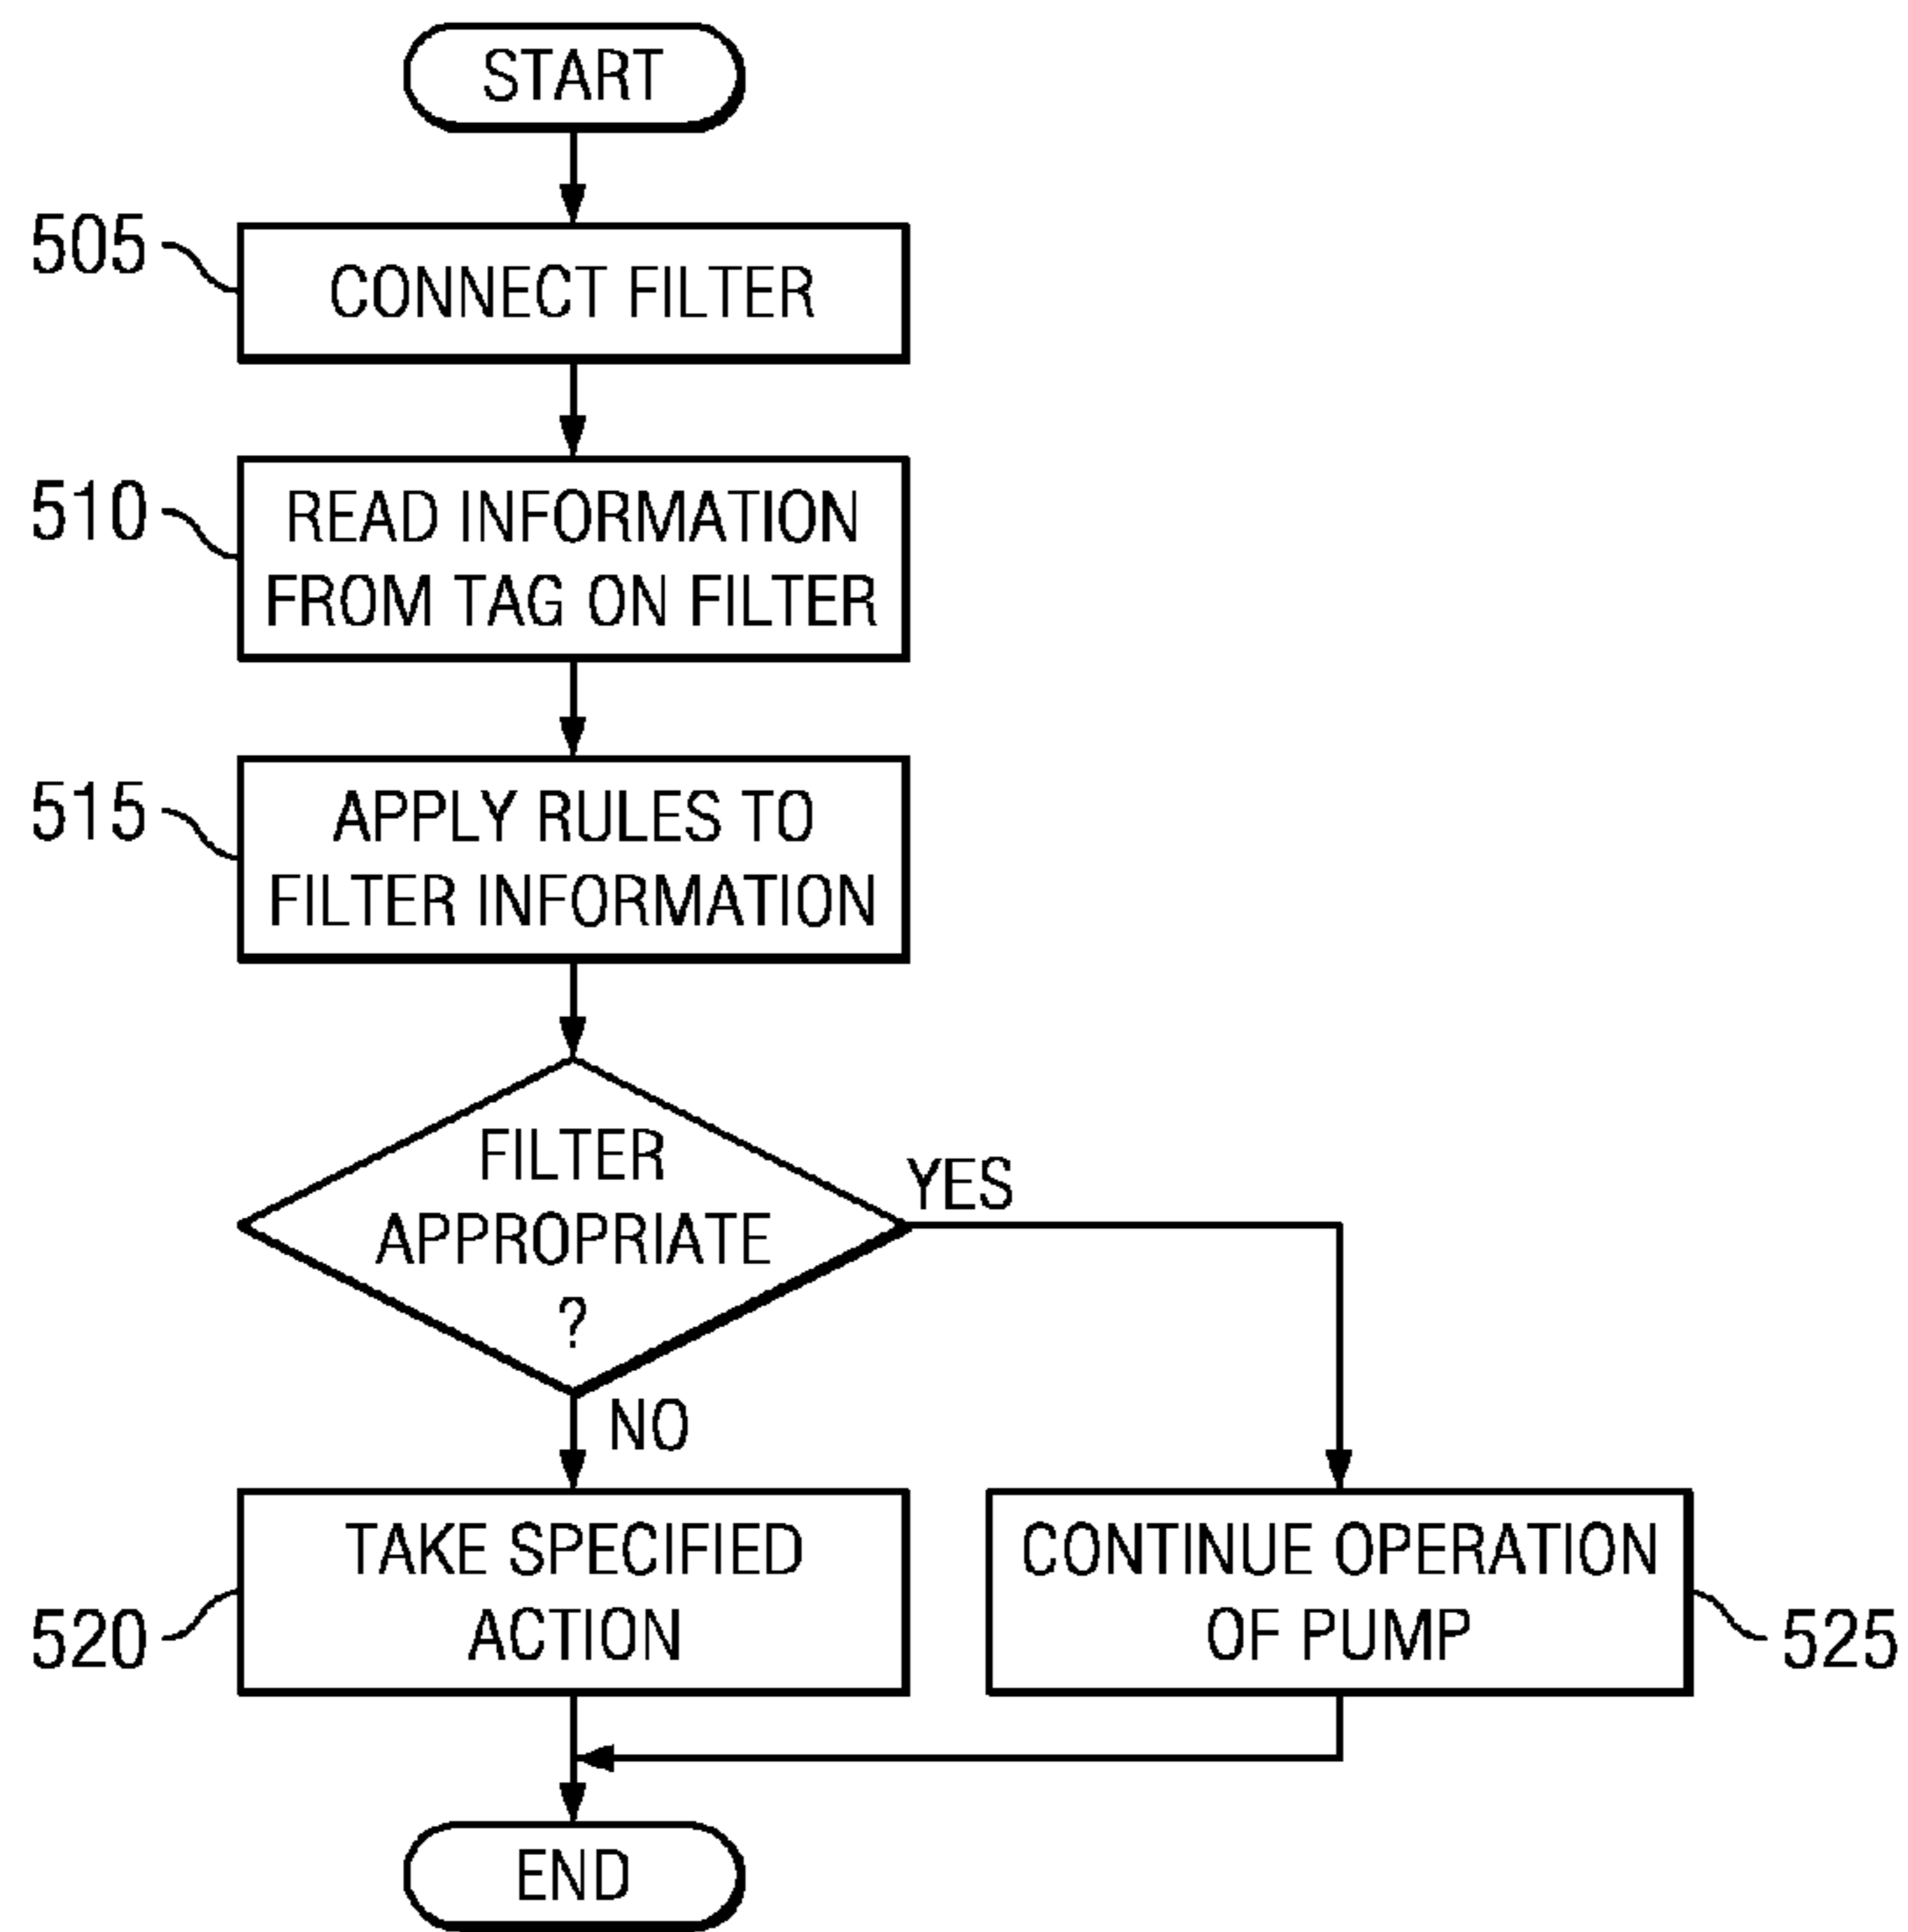 START
505
CONNECT FILTER
510
READ INFORMATION
FROM TAG ON FILTER
515
APPLY RULES TO
FILTER INFORMATION
FILTER
APPROPRIATE
?
YES
NO
TAKE SPECIFIED
ACTION
520
CONTINUE OPERATION
OF PUMP
525
END